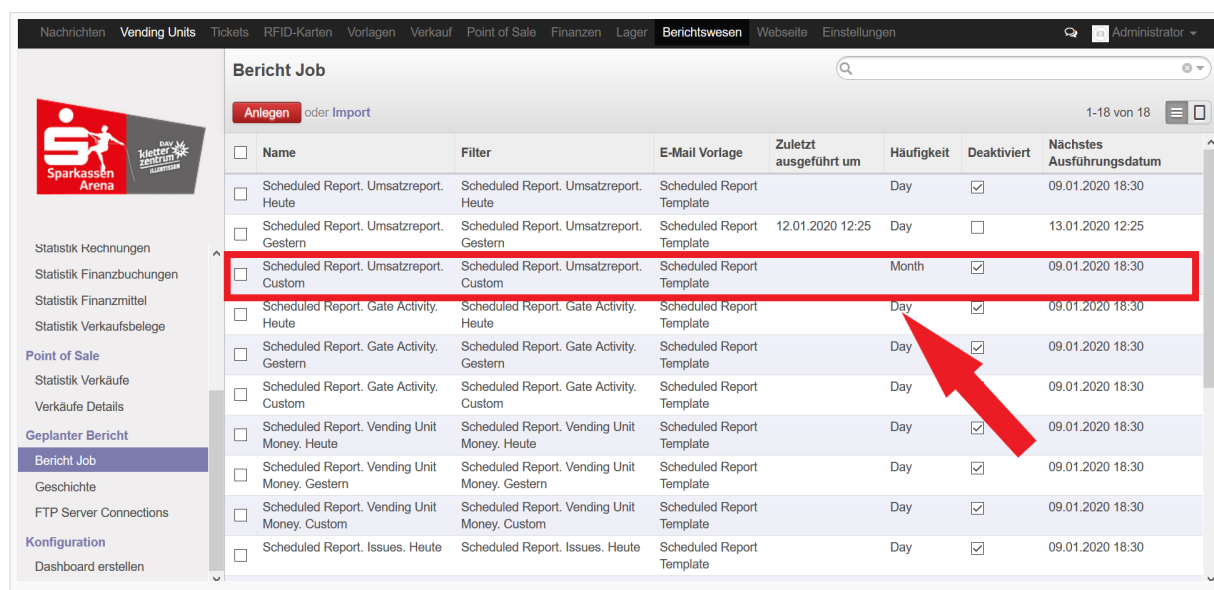 Nachrichten Vending Units Tickets RFID-Karten Vorlagen Verkauf Point of Sale Finanzen Lager Berichtswesen Webseite Einstellungen Administrator
Sparkassen
Arena
DAV
kletter
zentrum
ILLERTISSEN
Statistik Rechnungen
Statistik Finanzbuchungen
Statistik Finanzmittel
Statistik Verkaufsbelege
Point of Sale
Statistik Verkäufe
Verkäufe Details
Geplanter Bericht
Bericht Job
Geschichte
FTP Server Connections
Konfiguration
Dashboard erstellen
Bericht Job
Anlegen oder Import 1-18 von 18
Name Filter E-Mail Vorlage Zuletzt Häufigkeit Deaktiviert Nächstes
ausgeführt um Ausführungsdatum
Scheduled Report. Umsatzreport. Scheduled Report. Umsatzreport. Scheduled Report Day 09.01.2020 18:30
Heute Heute Template
Scheduled Report. Umsatzreport. Scheduled Report. Umsatzreport. Scheduled Report 12.01.2020 12:25 Day 13.01.2020 12:25
Gestern Gestern Template
Scheduled Report. Umsatzreport. Scheduled Report. Umsatzreport. Scheduled Report Month 09.01.2020 18:30
Custom Custom Template
Scheduled Report. Gate Activity. Scheduled Report. Gate Activity. Scheduled Report Day 09.01.2020 18:30
Heute Heute Template
Scheduled Report. Gate Activity. Scheduled Report. Gate Activity. Scheduled Report Day 09.01.2020 18:30
Gestern Gestern Template
Scheduled Report. Gate Activity. Scheduled Report. Gate Activity. Scheduled Report Day 09.01.2020 18:30
Custom Custom Template
Scheduled Report. Vending Unit Scheduled Report. Vending Unit Scheduled Report Day 09.01.2020 18:30
Money. Heute Money. Heute Template
Scheduled Report. Vending Unit Scheduled Report. Vending Unit Scheduled Report Day 09.01.2020 18:30
Money. Gestern Money. Gestern Template
Scheduled Report. Vending Unit Scheduled Report. Vending Unit Scheduled Report Day 09.01.2020 18:30
Money. Custom Money. Custom Template
Scheduled Report. Issues. Heute Scheduled Report. Issues. Heute Scheduled Report Day 09.01.2020 18:30
Template